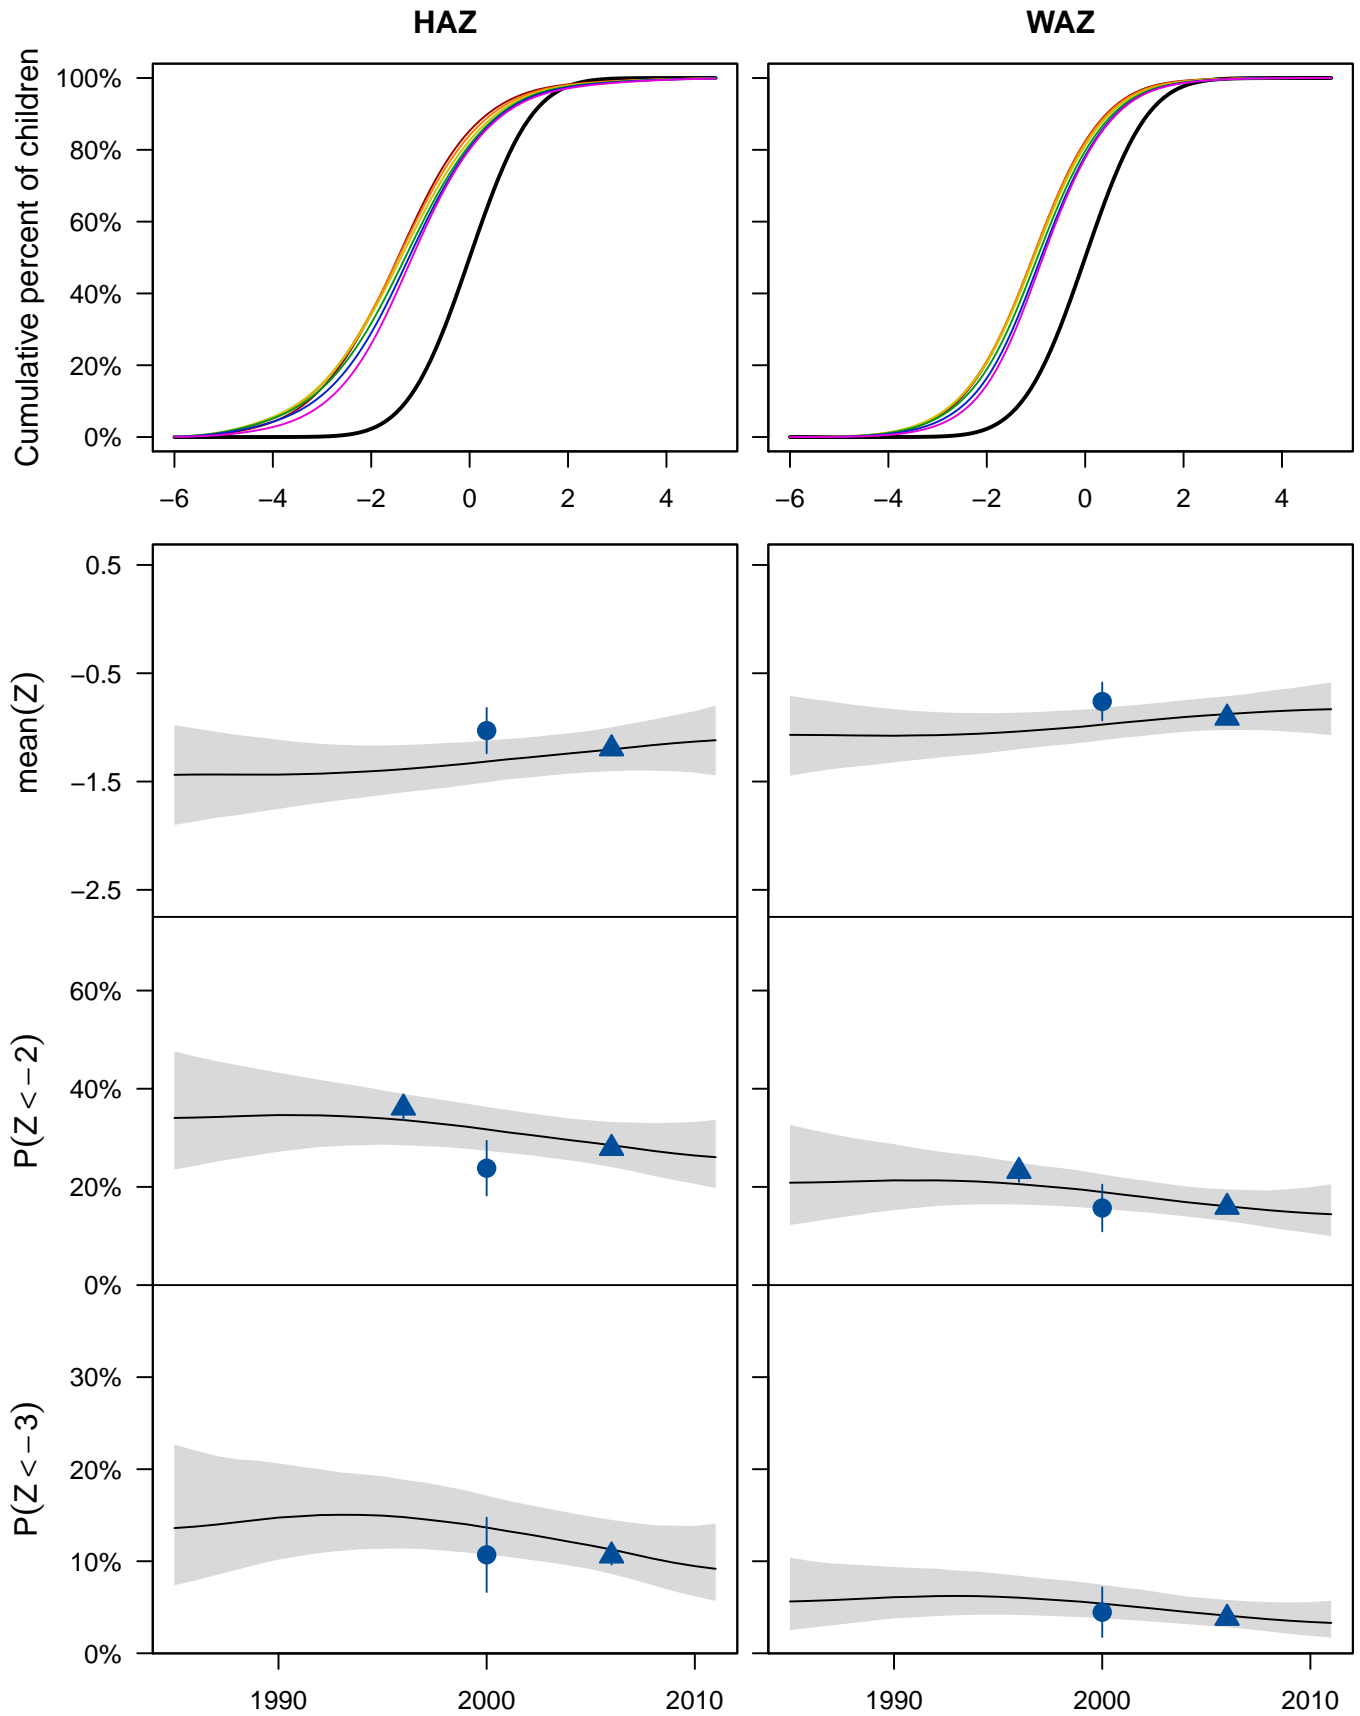 HAZ
WAZ
Cumulative percent of children
100%
80%
60%
40%
20%
0%
−6 −4 −2 0 2 4
−6 −4 −2 0 2 4
mean(Z)
0.5
−0.5
−1.5
−2.5
P(Z < −2)
60%
40%
20%
0%
P(Z < −3)
30%
20%
10%
0%
1990 2000 2010
1990 2000 2010